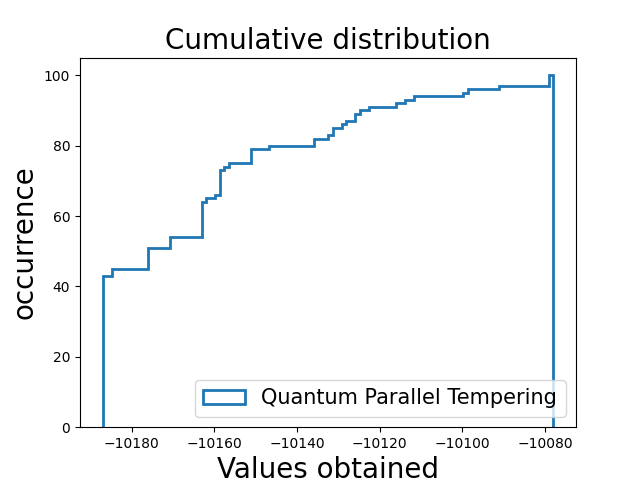 Cumulative distribution
occurrence
100
80
60
40
20
0
Quantum Parallel Tempering
−10180 −10160 −10140 −10120 −10100 −10080
Values obtained